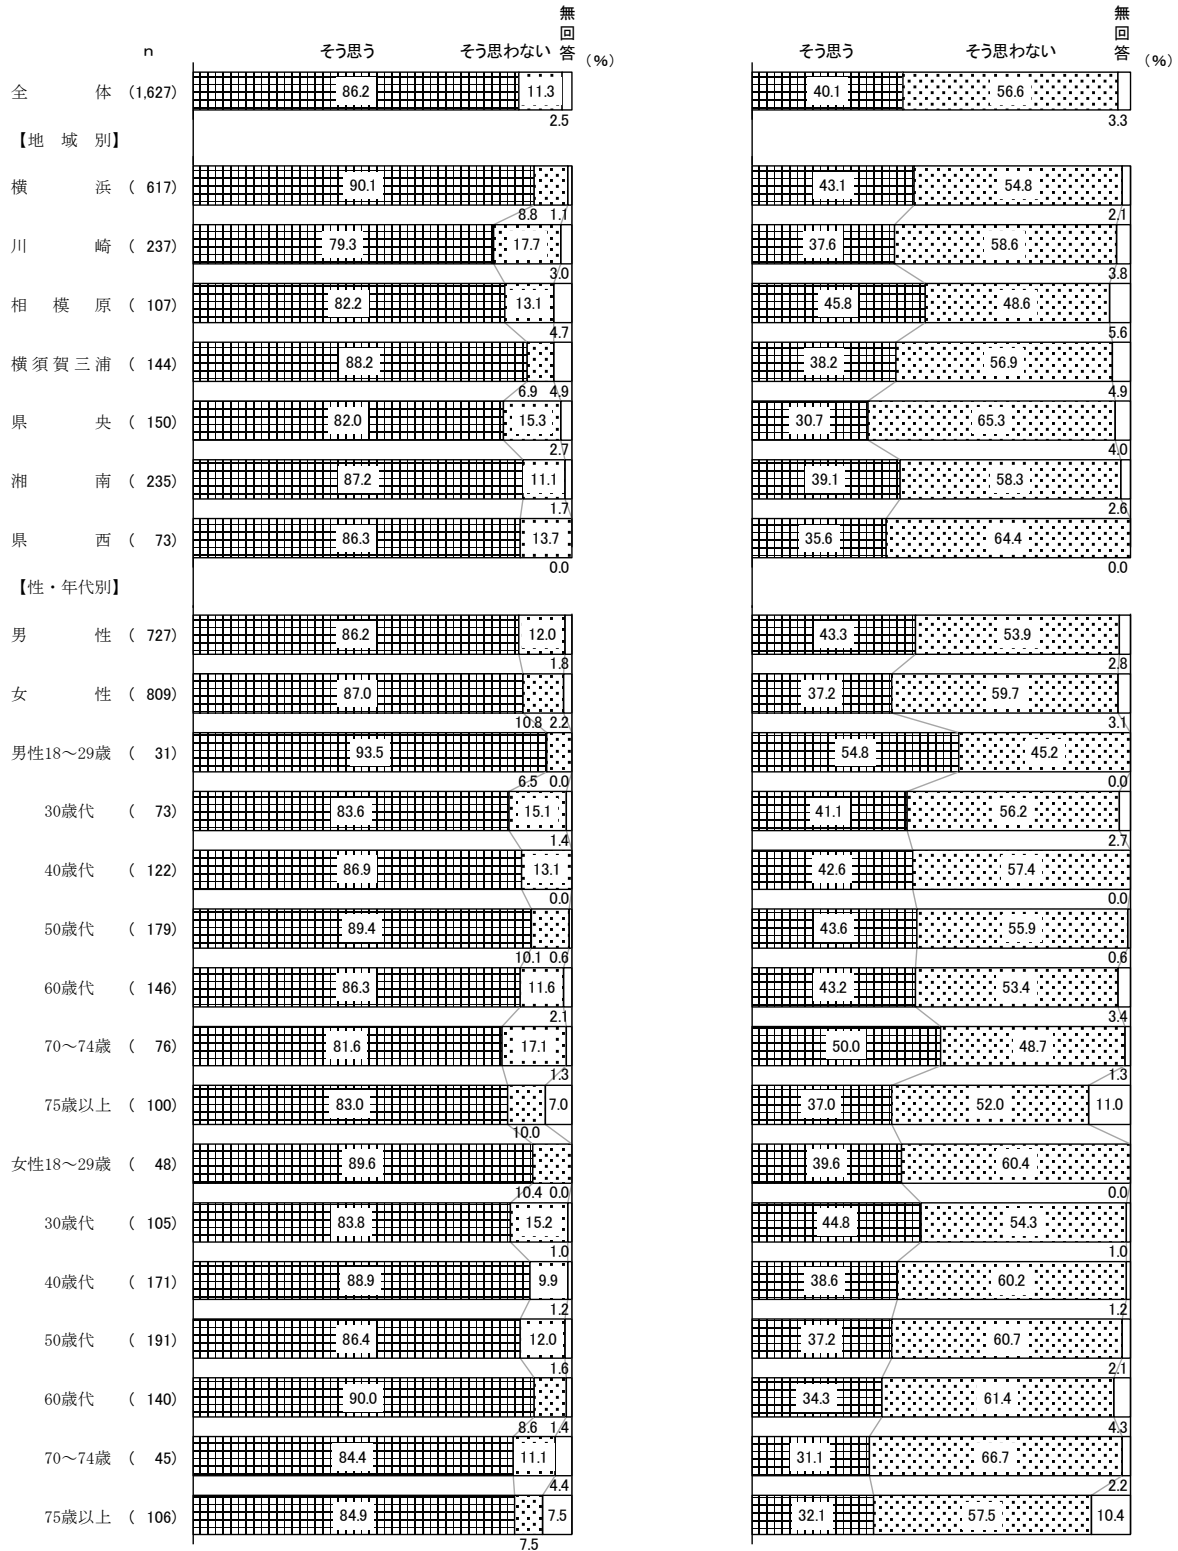 無回答 無回答
n そう思う そう思わない (%) そう思う そう思わない (%)
全体 (1,627) 86.2 11.3 40.1 56.6
2.5 3.3
【地域別】
横浜 ( 617) 90.1 43.1 54.8
8.8 1.1 2.1
川崎 ( 237) 79.3 17.7 37.6 58.6
3.0 3.8
相模原 ( 107) 82.2 13.1 45.8 48.6
4.7 5.6
横須賀三浦 ( 144) 88.2 38.2 56.9
6.9 4.9 4.9
県央 ( 150) 82.0 15.3 30.7 65.3
2.7 4.0
湘南 ( 235) 87.2 11.1 39.1 58.3
1.7 2.6
県西 ( 73) 86.3 13.7 35.6 64.4
0.0 0.0
【性・年代別】
男性 ( 727) 86.2 12.0 43.3 53.9
1.8 2.8
女性 ( 809) 87.0 37.2 59.7
10.8 2.2 3.1
男性18～29歳 ( 31) 93.5 54.8 45.2
6.5 0.0 0.0
30歳代 ( 73) 83.6 15.1 41.1 56.2
1.4 2.7
40歳代 ( 122) 86.9 13.1 42.6 57.4
0.0 0.0
50歳代 ( 179) 89.4 43.6 55.9
10.1 0.6 0.6
60歳代 ( 146) 86.3 11.6 43.2 53.4
2.1 3.4
70～74歳 ( 76) 81.6 17.1 50.0 48.7
1.3 1.3
75歳以上 ( 100) 83.0 7.0 37.0 52.0 11.0
10.0
女性18～29歳 ( 48) 89.6 39.6 60.4
10.4 0.0 0.0
30歳代 ( 105) 83.8 15.2 44.8 54.3
1.0 1.0
40歳代 ( 171) 88.9 9.9 38.6 60.2
1.2 1.2
50歳代 ( 191) 86.4 12.0 37.2 60.7
1.6 2.1
60歳代 ( 140) 90.0 34.3 61.4
8.6 1.4 4.3
70～74歳 ( 45) 84.4 11.1 31.1 66.7
4.4 2.2
75歳以上 ( 106) 84.9 7.5 32.1 57.5 10.4
7.5